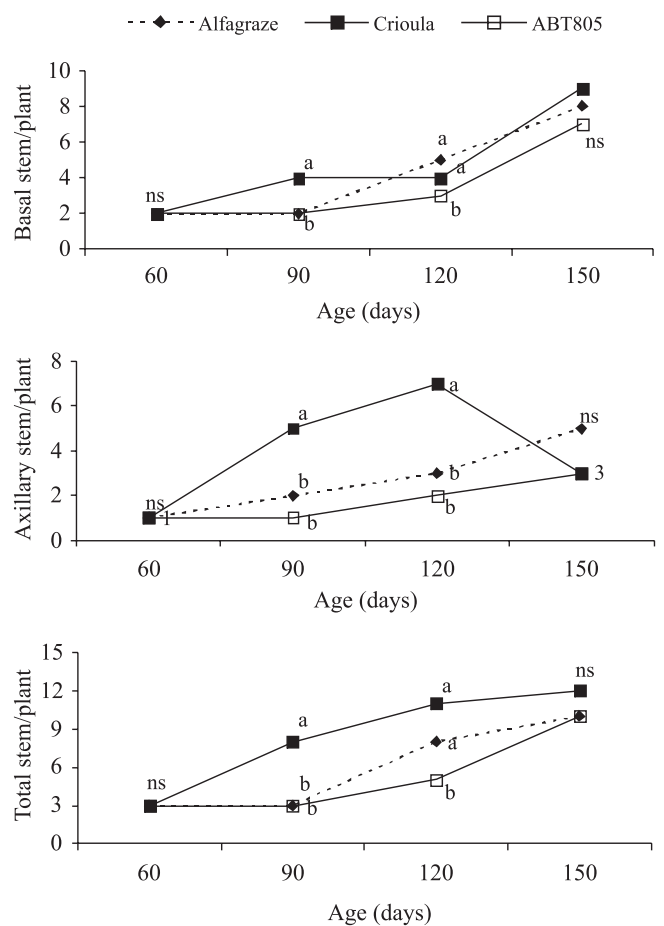 Alfagraze Crioula ABT805
10
8
6
4
2
0
Basal stem/plant
ns
a
b
a
a
b
ns
60 90 120 150
Age (days)
8
6
4
2
0
Axillary stem/plant
ns
1
a
b
b
a
b
b
ns
3
60 90 120 150
Age (days)
15
12
9
6
3
0
Total stem/plant
ns
a
b
b
a
a
b
ns
60 90 120 150
Age (days)